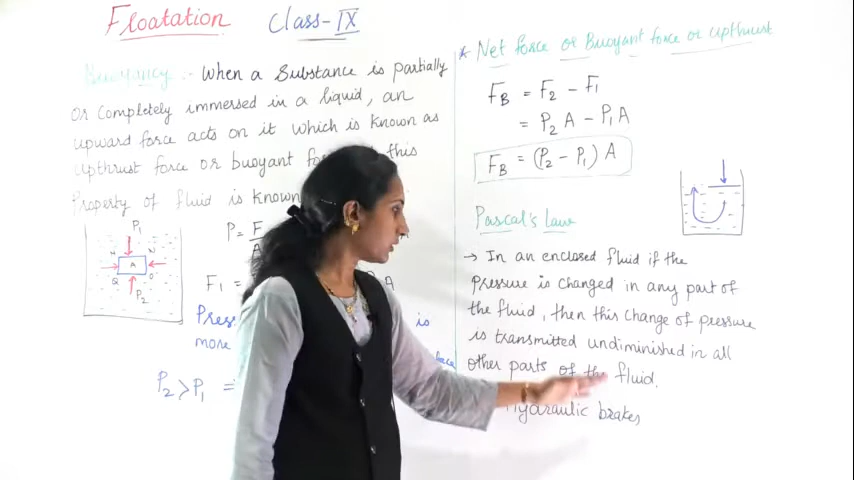 Floatation Class-IX
Buoyancy :- When a Substance is partially
Or Completely immersed in a liquid, an
upward force acts on it which is known as
Upthrust force or buoyant this
Property of fluid is
P1
A
P2
P = F
A
F1 =
A
Press is
more
P2 > P1 =
* Net force or Buoyant force or upthrust
FB = F2 - F1
= P2 A - P1 A
FB = (P2 - P1) A
Pascal's law
→ In an enclosed fluid if the
Pressure is changed in any part of
the fluid, then this change of pressure
is transmitted undiminished in all
other parts of the fluid.
Hydraulic brakes